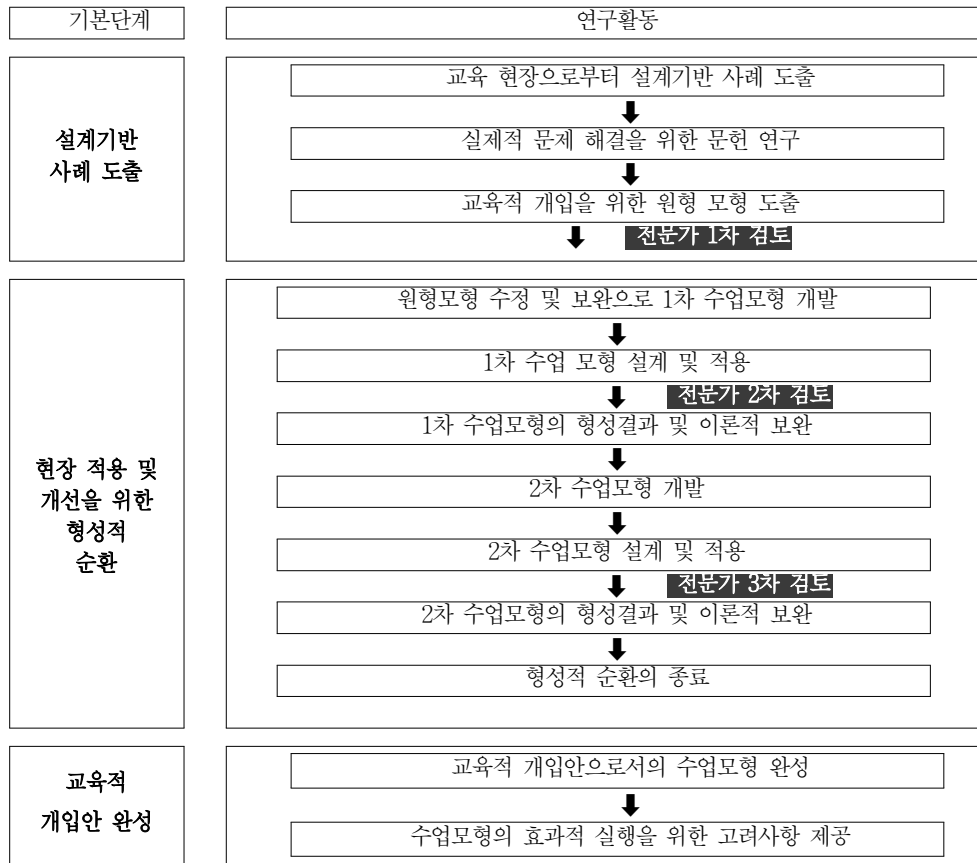 기본단계
연구활동
설계기반
사례 도출
교육 현장으로부터 설계기반 사례 도출
실제적 문제 해결을 위한 문헌 연구
교육적 개입을 위한 원형 모형 도출
전문가 1차 검토
현장 적용 및
개선을 위한
형성적
순환
원형모형 수정 및 보완으로 1차 수업모형 개발
1차 수업 모형 설계 및 적용
전문가 2차 검토
1차 수업모형의 형성결과 및 이론적 보완
2차 수업모형 개발
2차 수업모형 설계 및 적용
전문가 3차 검토
2차 수업모형의 형성결과 및 이론적 보완
형성적 순환의 종료
교육적
개입안 완성
교육적 개입안으로서의 수업모형 완성
수업모형의 효과적 실행을 위한 고려사항 제공